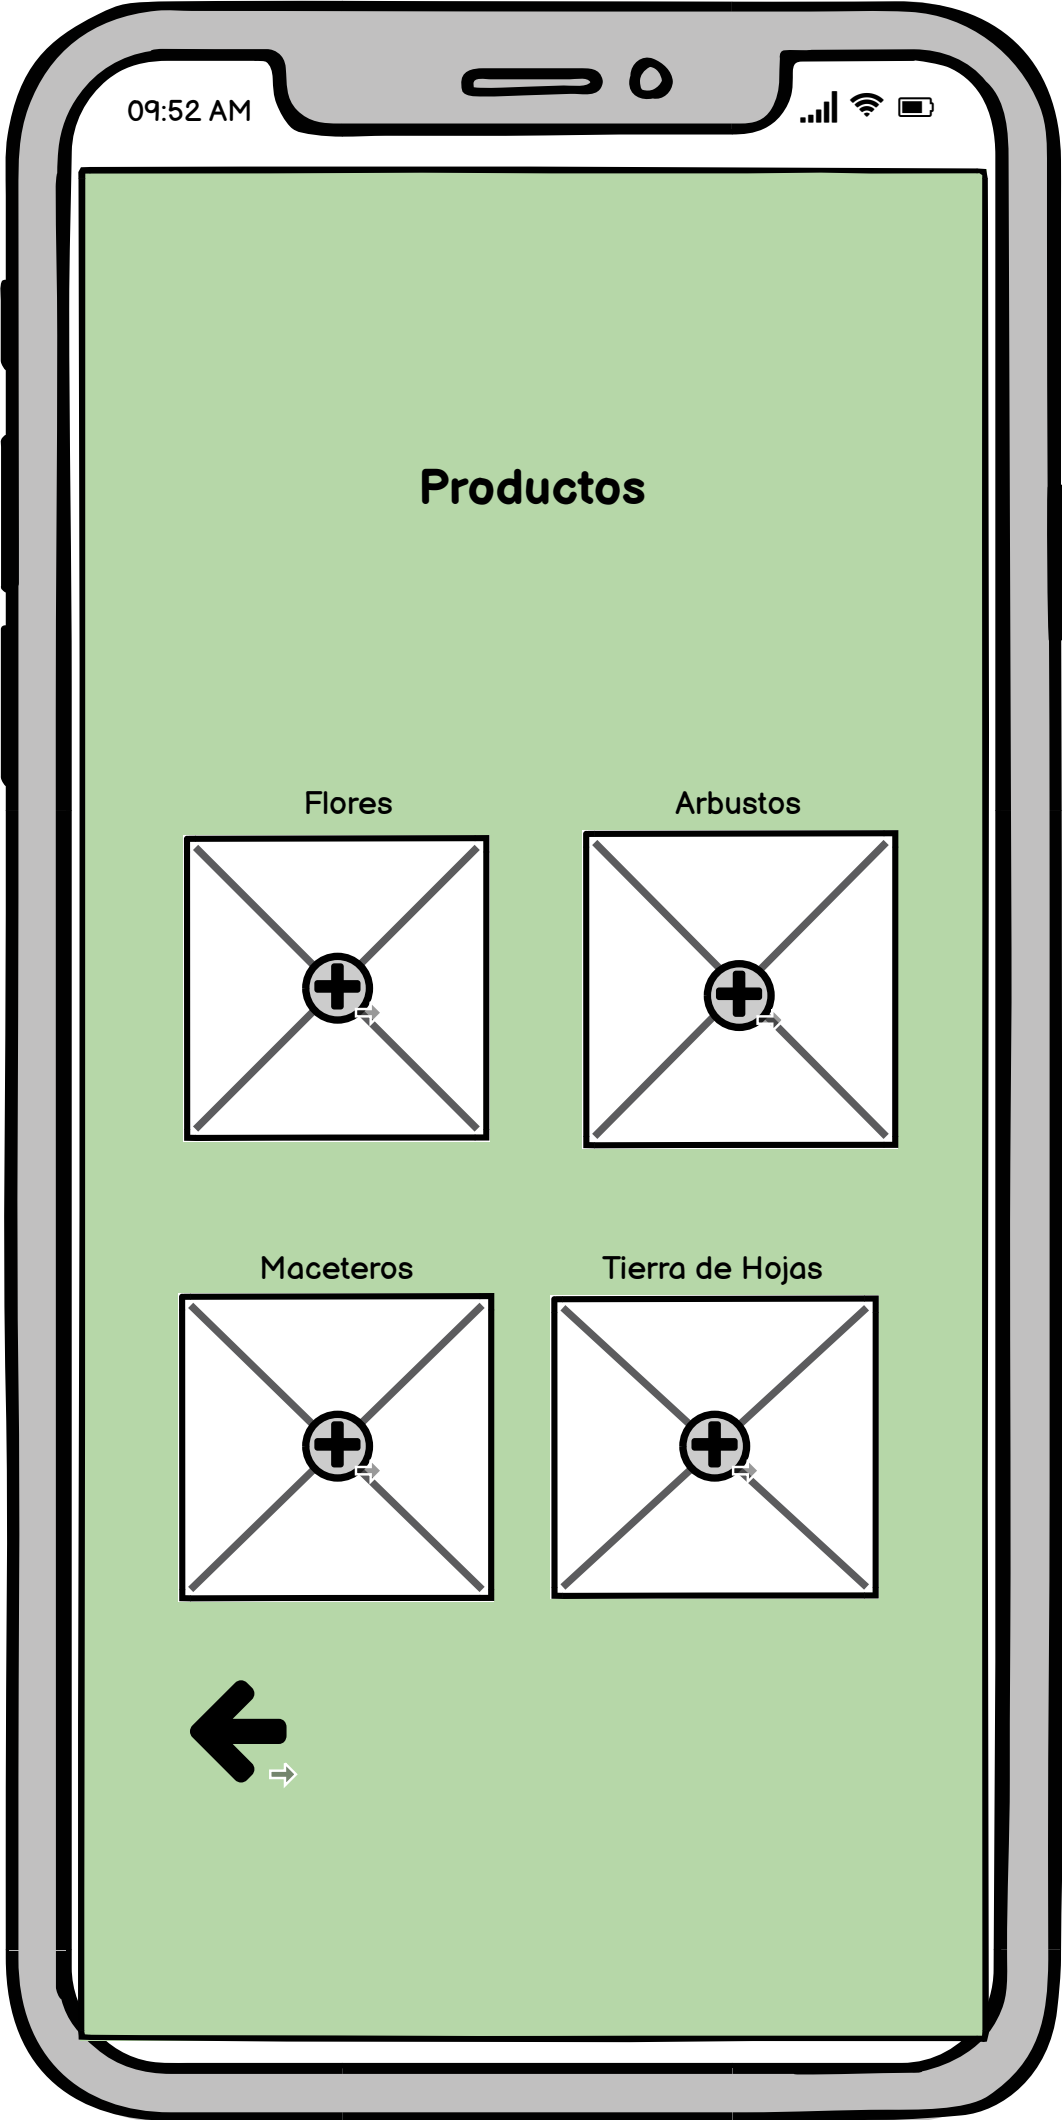 09:52 AM
Productos
Flores
Arbustos
Maceteros
Tierra de Hojas